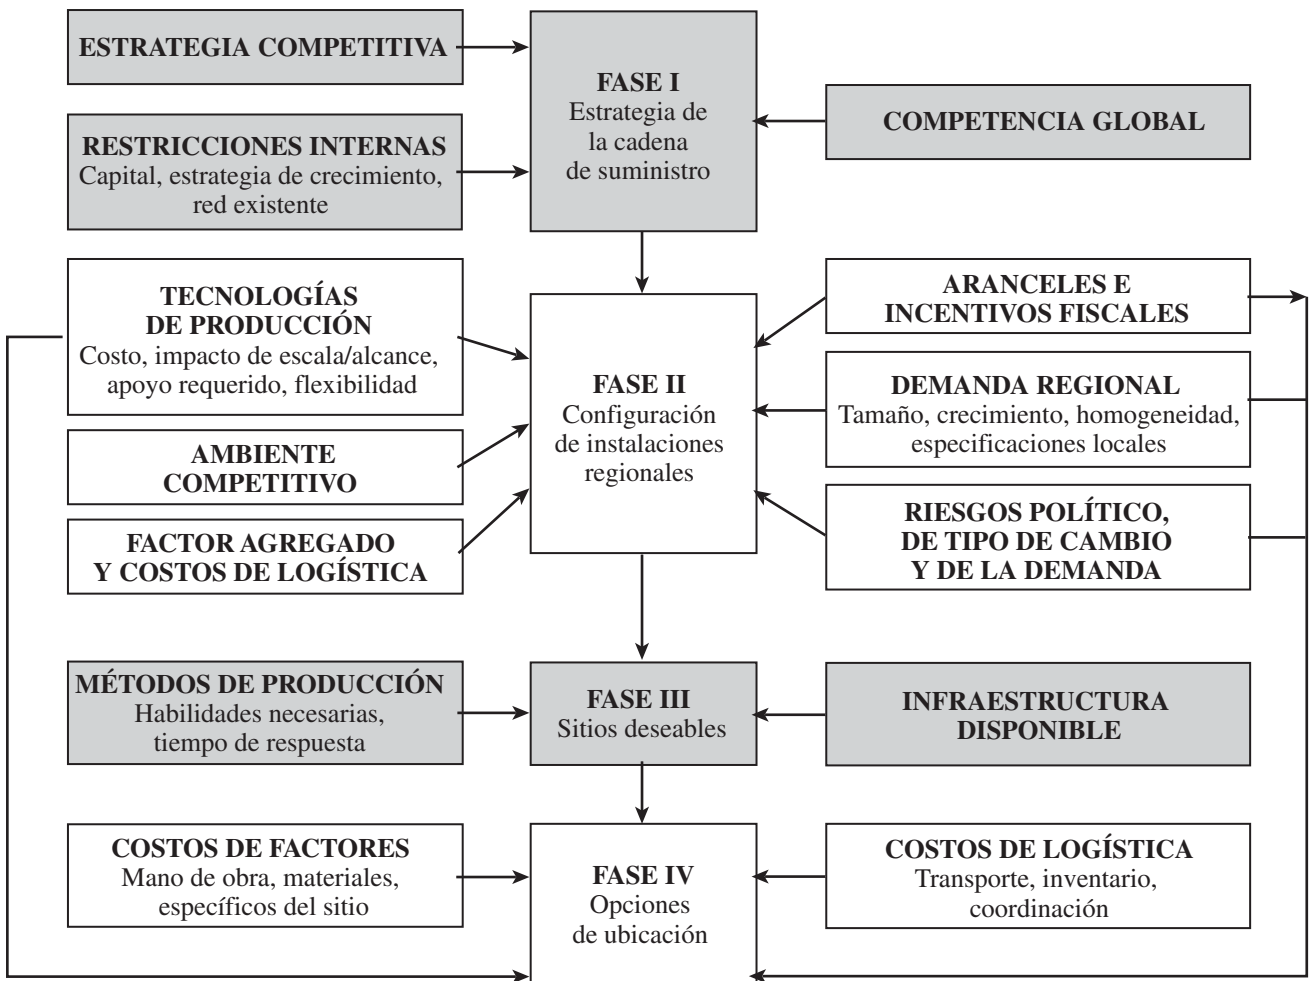 ESTRATEGIA COMPETITIVA
FASE I
Estrategia de
la cadena
de suministro
COMPETENCIA GLOBAL
RESTRICCIONES INTERNAS
Capital, estrategia de crecimiento,
red existente
TECNOLOGÍAS
DE PRODUCCIÓN
Costo, impacto de escala/alcance,
apoyo requerido, flexibilidad
AMBIENTE
COMPETITIVO
FACTOR AGREGADO
Y COSTOS DE LOGÍSTICA
FASE II
Configuración
de instalaciones
regionales
ARANCELES E
INCENTIVOS FISCALES
DEMANDA REGIONAL
Tamaño, crecimiento, homogeneidad,
especificaciones locales
RIESGOS POLÍTICO,
DE TIPO DE CAMBIO
Y DE LA DEMANDA
MÉTODOS DE PRODUCCIÓN
Habilidades necesarias,
tiempo de respuesta
FASE III
Sitios deseables
INFRAESTRUCTURA
DISPONIBLE
COSTOS DE FACTORES
Mano de obra, materiales,
específicos del sitio
FASE IV
Opciones
de ubicación
COSTOS DE LOGÍSTICA
Transporte, inventario,
coordinación